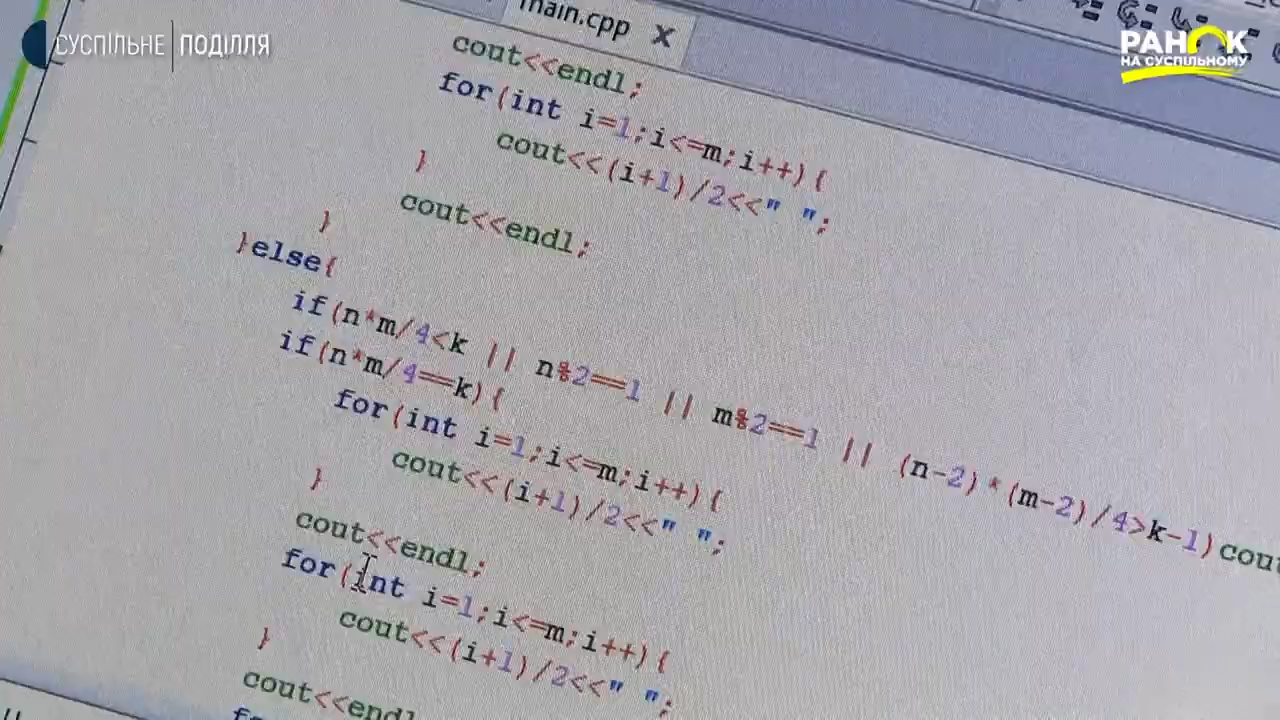 СУСПІЛЬНЕ | ПОДІЛЛЯ
РАНОК
НА СУСПІЛЬНОМУ
main.cpp X
cout<<endl;
for(int i=1;i<=m;i++){
cout<<(i+1)/2<<" ";
}
cout<<endl;
}
}else{
if(n*m/4<k || n%2==1 || m%2==1 || (n-2)*(m-2)/4>k-1)cout
if(n*m/4==k){
for(int i=1;i<=m;i++){
cout<<(i+1)/2<<" ";
}
cout<<endl;
for(int i=1;i<=m;i++){
cout<<(i+1)/2<<" ";
}
cout<<endl